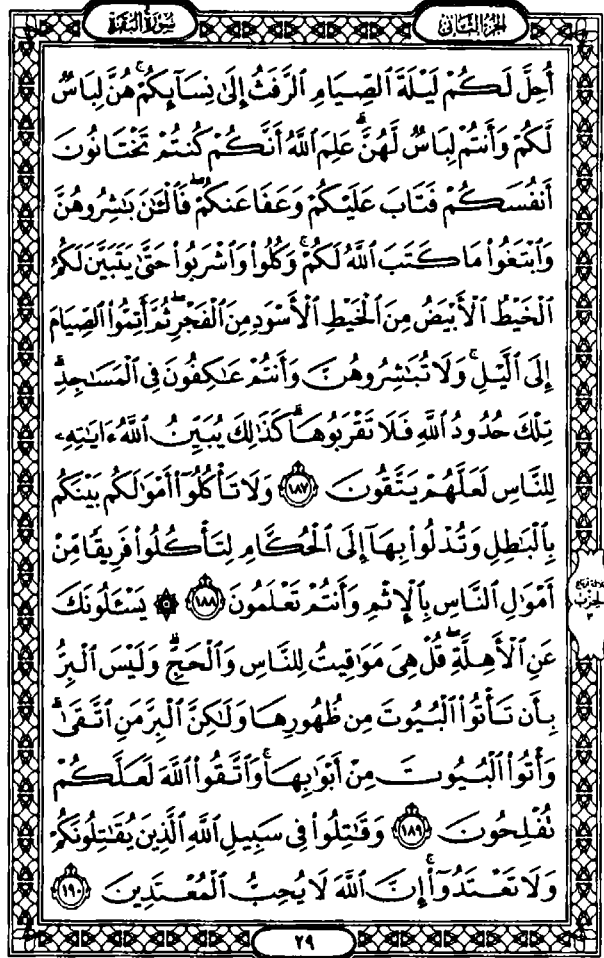 الجزء الثاني
سورة البقرة
أُحِلَّ لَكُمْ لَيْلَةَ ٱلصِّيَامِ ٱلرَّفَثُ إِلَىٰ نِسَآئِكُمْ ۚ هُنَّ لِبَاسٌ
لَّكُمْ وَأَنتُمْ لِبَاسٌ لَّهُنَّ ۗ عَلِمَ ٱللَّهُ أَنَّكُمْ كُنتُمْ تَخْتَانُونَ
أَنفُسَكُمْ فَتَابَ عَلَيْكُمْ وَعَفَا عَنكُمْ ۖ فَٱلْـَٰٔنَ بَـٰشِرُوهُنَّ
وَٱبْتَغُوا۟ مَا كَتَبَ ٱللَّهُ لَكُمْ ۚ وَكُلُوا۟ وَٱشْرَبُوا۟ حَتَّىٰ يَتَبَيَّنَ لَكُمُ
ٱلْخَيْطُ ٱلْأَبْيَضُ مِنَ ٱلْخَيْطِ ٱلْأَسْوَدِ مِنَ ٱلْفَجْرِ ۖ ثُمَّ أَتِمُّوا۟ ٱلصِّيَامَ
إِلَى ٱلَّيْلِ ۚ وَلَا تُبَـٰشِرُوهُنَّ وَأَنتُمْ عَـٰكِفُونَ فِى ٱلْمَسَـٰجِدِ ۗ
تِلْكَ حُدُودُ ٱللَّهِ فَلَا تَقْرَبُوهَا ۗ كَذَٰلِكَ يُبَيِّنُ ٱللَّهُ ءَايَـٰتِهِۦ
لِلنَّاسِ لَعَلَّهُمْ يَتَّقُونَ ١٨٧ وَلَا تَأْكُلُوٓا۟ أَمْوَٰلَكُم بَيْنَكُم
بِٱلْبَـٰطِلِ وَتُدْلُوا۟ بِهَآ إِلَى ٱلْحُكَّامِ لِتَأْكُلُوا۟ فَرِيقًا مِّنْ
أَمْوَٰلِ ٱلنَّاسِ بِٱلْإِثْمِ وَأَنتُمْ تَعْلَمُونَ ١٨٨ ۞ يَسْـَٔلُونَكَ
عَنِ ٱلْأَهِلَّةِ ۖ قُلْ هِىَ مَوَٰقِيتُ لِلنَّاسِ وَٱلْحَجِّ ۗ وَلَيْسَ ٱلْبِرُّ
بِأَن تَأْتُوا۟ ٱلْبُيُوتَ مِن ظُهُورِهَا وَلَـٰكِنَّ ٱلْبِرَّ مَنِ ٱتَّقَىٰ ۗ
وَأْتُوا۟ ٱلْبُيُوتَ مِنْ أَبْوَٰبِهَا ۚ وَٱتَّقُوا۟ ٱللَّهَ لَعَلَّكُمْ
تُفْلِحُونَ ١٨٩ وَقَـٰتِلُوا۟ فِى سَبِيلِ ٱللَّهِ ٱلَّذِينَ يُقَـٰتِلُونَكُمْ
وَلَا تَعْتَدُوٓا۟ ۚ إِنَّ ٱللَّهَ لَا يُحِبُّ ٱلْمُعْتَدِينَ ١٩٠
٢٩